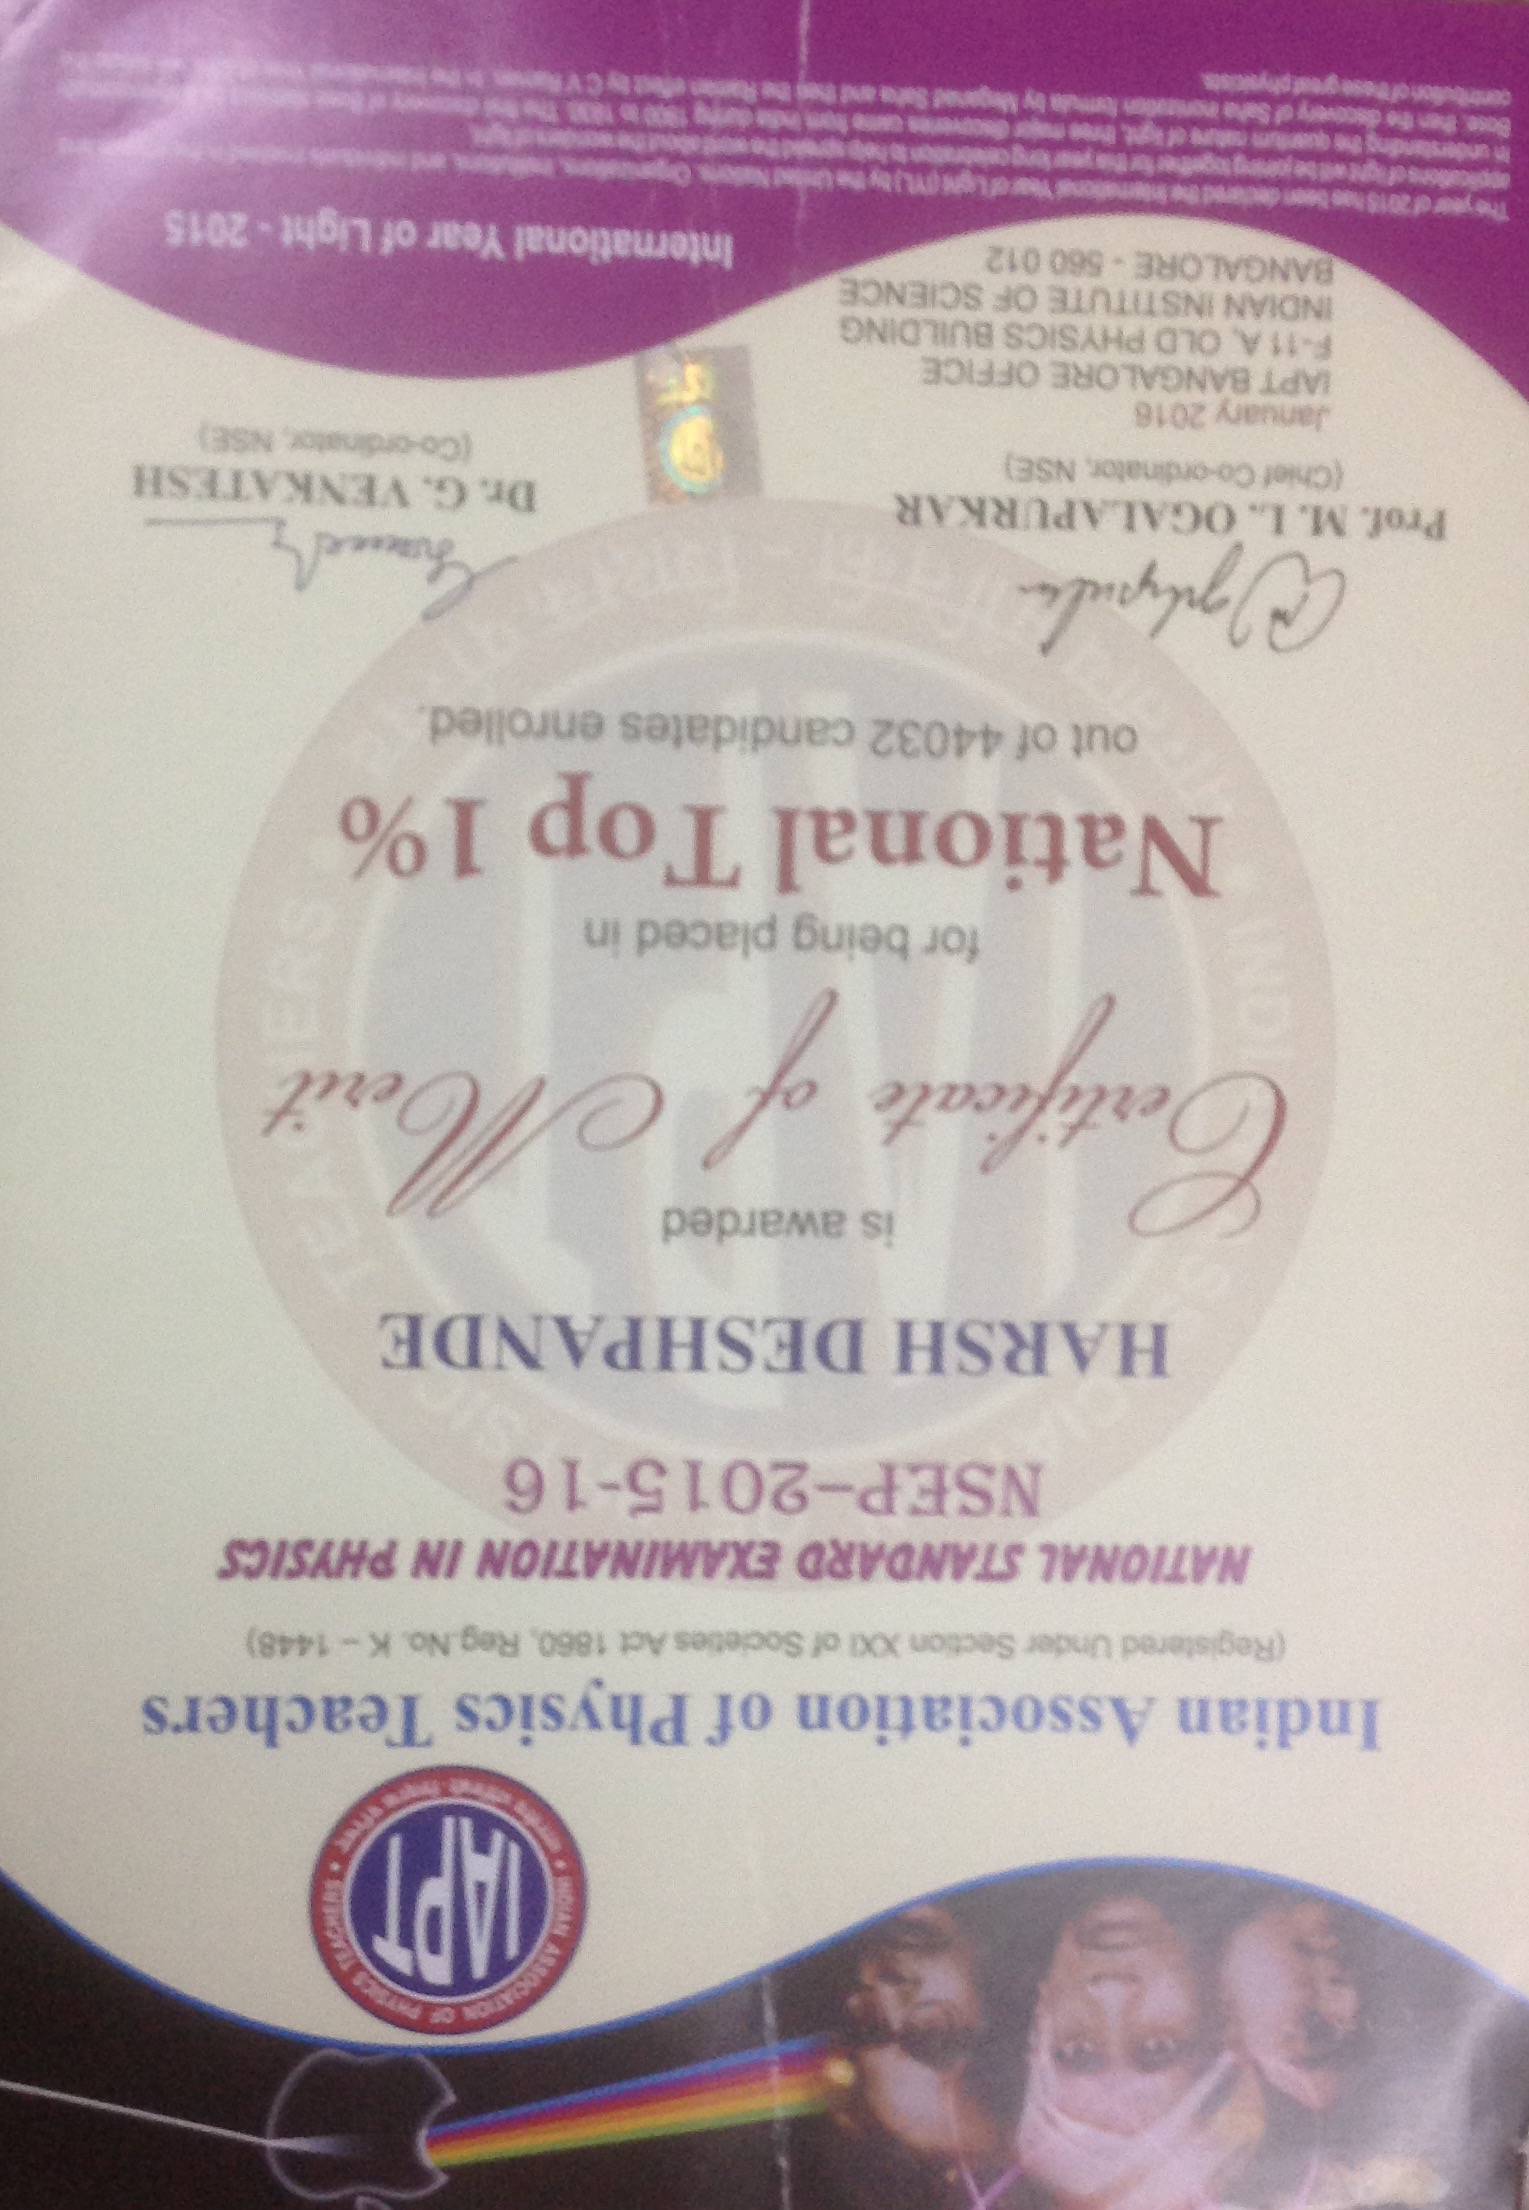 INDIAN ASSOCIATION OF PHYSICS TEACHERS
IAPT
Indian Association of Physics Teachers
(Registered Under Section XXI of Societies Act 1860, Reg.No. K – 1448)
NATIONAL STANDARD EXAMINATION IN PHYSICS
NSEP–2015-16
HARSH DESHPANDE
is awarded
Certificate of Merit
for being placed in
National Top 1%
out of 44032 candidates enrolled.
Prof. M. L. OGALAPURKAR
(Chief Co-ordinator, NSE)
Dr. G. VENKATESH
(Co-ordinator, NSE)
January 2016
IAPT BANGALORE OFFICE
F-11 A, OLD PHYSICS BUILDING
INDIAN INSTITUTE OF SCIENCE
BANGALORE - 560 012
International Year of Light - 2015
The year of 2015 has been declared the International Year of Light (IYL) by the United Nations. Organizations, institutions, and individuals involved in
applications of light will be joining together for this year long celebration to help spread the word about the wonders of light.
In understanding the quantum nature of light, three major discoveries came from India during 1900 to 1930. The first discovery of Bose
Bose, then the discovery of Saha ionization formula by Meganad Saha and then the Raman effect by C V Raman. In the International
contribution of these great physicists.